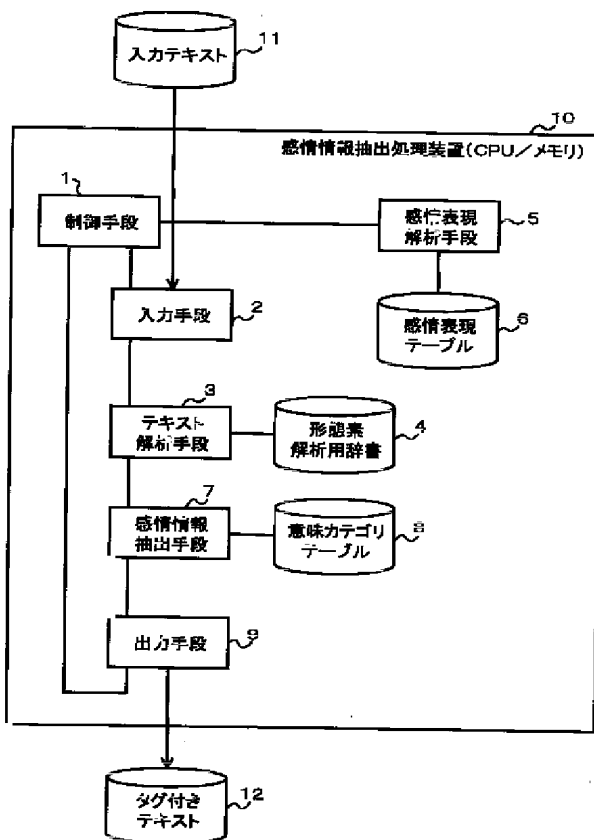 11
入力テキスト
10
感情情報抽出処理装置(CPU／メモリ)
1
制御手段
感情表現
解析手段
5
入力手段
2
感情表現
テーブル
6
3
テキスト
解析手段
形態素
解析用辞書
4
7
感情情報
抽出手段
意味カテゴリ
テーブル
8
出力手段
9
タグ付き
テキスト
12